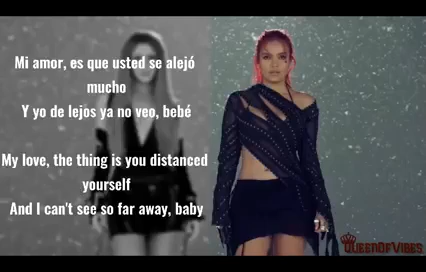 Mi amor, es que usted se alejó
mucho
Y yo de lejos ya no veo, bebé
My love, the thing is you distanced
yourself
And I can't see so far away, baby
QUEENOFVIBES